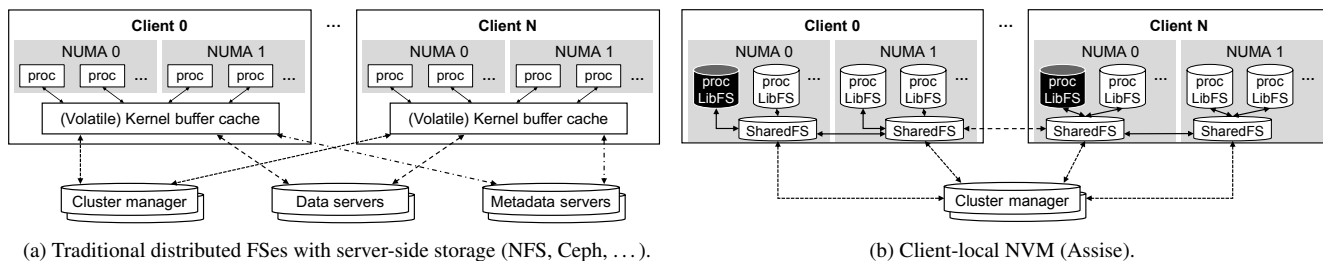 Client 0
...
Client N
NUMA 0
NUMA 1
NUMA 0
NUMA 1
proc
proc
...
proc
proc
...
proc
proc
...
proc
proc
...
(Volatile) Kernel buffer cache
(Volatile) Kernel buffer cache
Cluster manager
Data servers
Metadata servers
(a) Traditional distributed FSes with server-side storage (NFS, Ceph, ...).
Client 0
...
Client N
NUMA 0
NUMA 1
NUMA 0
NUMA 1
proc
LibFS
proc
LibFS
...
proc
LibFS
proc
LibFS
...
proc
LibFS
proc
LibFS
...
proc
LibFS
proc
LibFS
...
SharedFS
SharedFS
SharedFS
SharedFS
Cluster manager
(b) Client-local NVM (Assise).